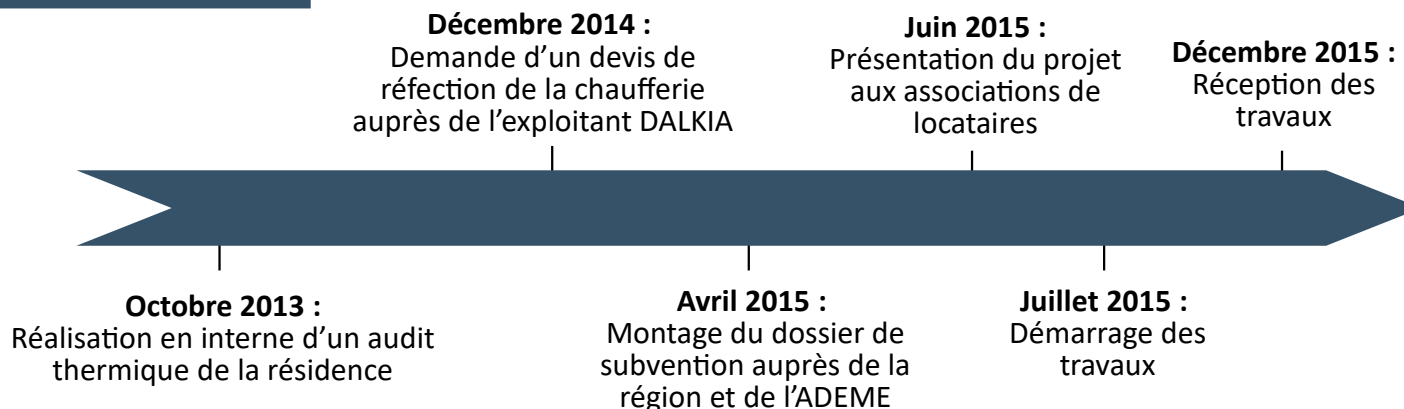 Décembre 2014 :
Demande d’un devis de
réfection de la chaufferie
auprès de l’exploitant DALKIA
Juin 2015 :
Présentation du projet
aux associations de
locataires
Décembre 2015 :
Réception des
travaux
Octobre 2013 :
Réalisation en interne d’un audit
thermique de la résidence
Avril 2015 :
Montage du dossier de
subvention auprès de la
région et de l’ADEME
Juillet 2015 :
Démarrage des
travaux